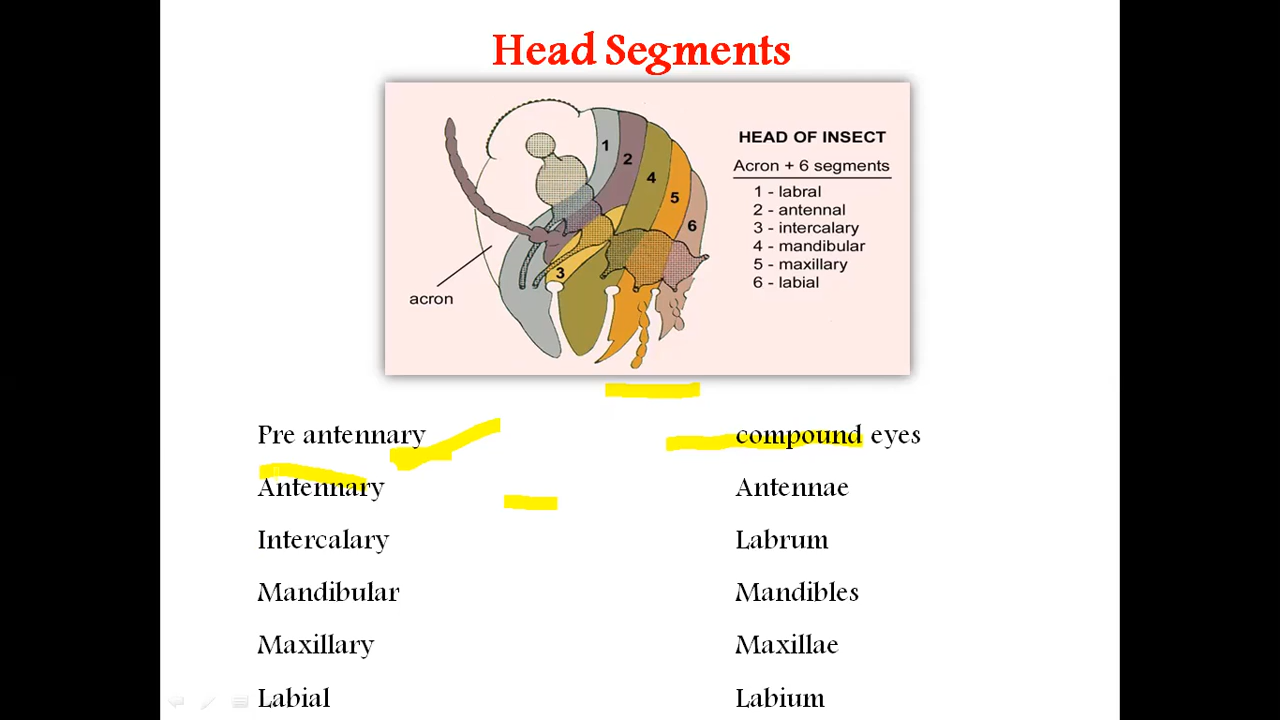 Head Segments
HEAD OF INSECT
Acron + 6 segments
1 - labral
2 - antennal
3 - intercalary
4 - mandibular
5 - maxillary
6 - labial
1
2
4
5
6
3
acron
Pre antennary compound eyes
Antennary Antennae
Intercalary Labrum
Mandibular Mandibles
Maxillary Maxillae
Labial Labium